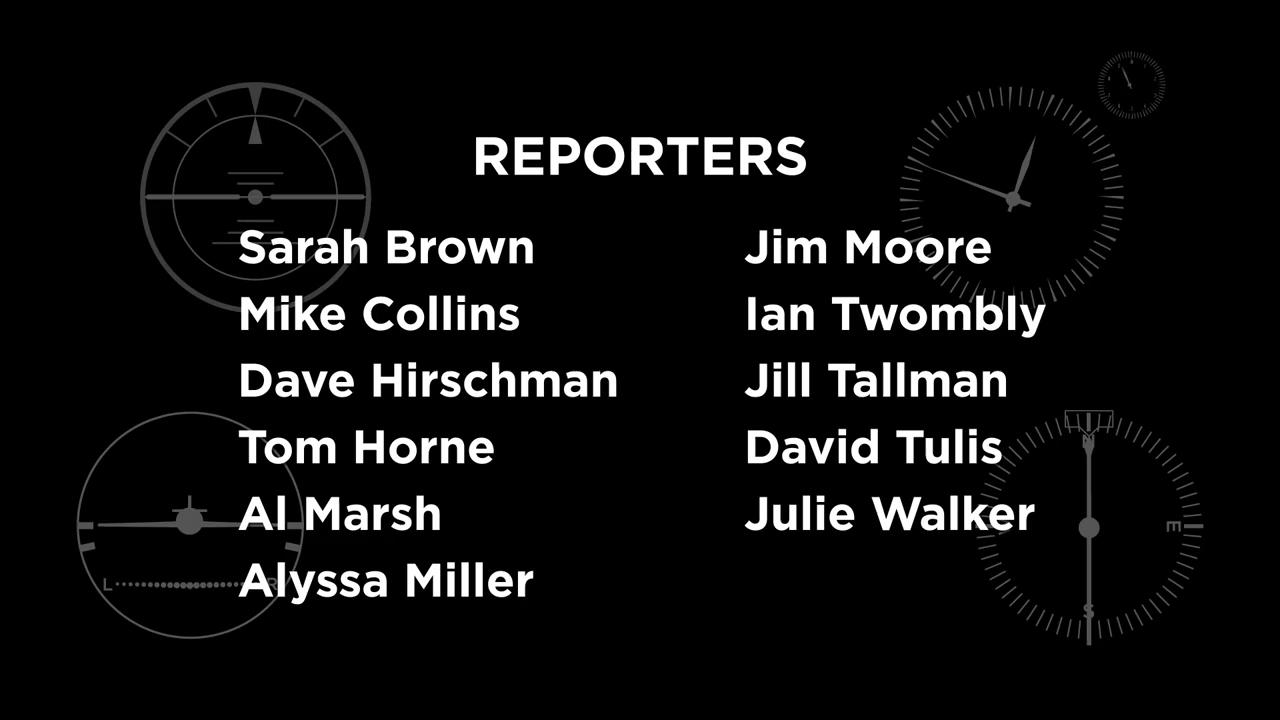 REPORTERS
Sarah Brown
Mike Collins
Dave Hirschman
Tom Horne
Al Marsh
Alyssa Miller
Jim Moore
Ian Twombly
Jill Tallman
David Tulis
Julie Walker
L
R
N
E
S